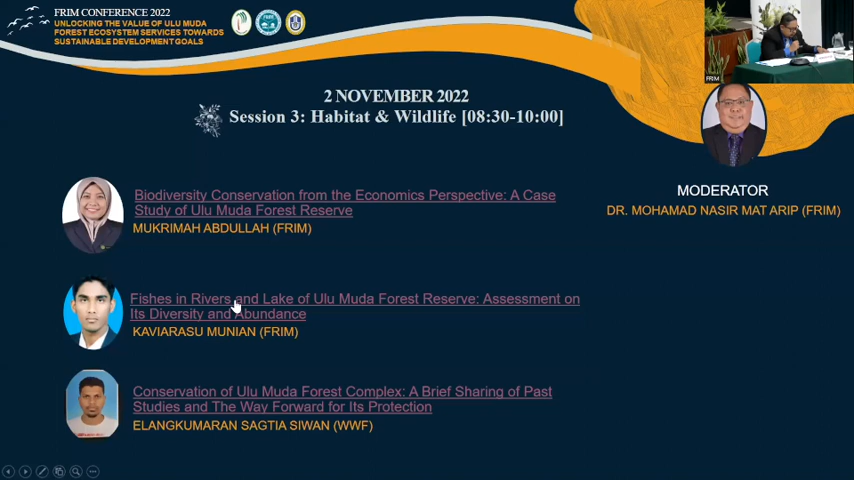 FRIM CONFERENCE 2022
UNLOCKING THE VALUE OF ULU MUDA
FOREST ECOSYSTEM SERVICES TOWARDS
SUSTAINABLE DEVELOPMENT GOALS
FRIM
2 NOVEMBER 2022
Session 3: Habitat & Wildlife [08:30-10:00]
MODERATOR
DR. MOHAMAD NASIR MAT ARIP (FRIM)
Biodiversity Conservation from the Economics Perspective: A Case
Study of Ulu Muda Forest Reserve
MUKRIMAH ABDULLAH (FRIM)
Fishes in Rivers and Lake of Ulu Muda Forest Reserve: Assessment on
Its Diversity and Abundance
KAVIARASU MUNIAN (FRIM)
Conservation of Ulu Muda Forest Complex: A Brief Sharing of Past
Studies and The Way Forward for Its Protection
ELANGKUMARAN SAGTIA SIWAN (WWF)